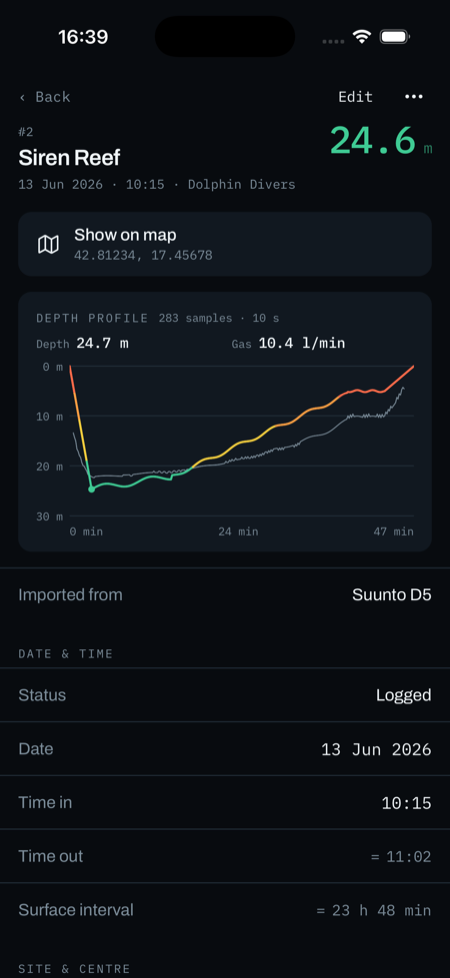 16:39
‹ Back
Edit
#2
Siren Reef
24.6 m
13 Jun 2026 · 10:15 · Dolphin Divers
Show on map
42.81234, 17.45678
DEPTH PROFILE 283 samples · 10 s
Depth 24.7 m
Gas 10.4 l/min
0 m
10 m
20 m
30 m
0 min
24 min
47 min
Imported from
Suunto D5
DATE & TIME
Status
Logged
Date
13 Jun 2026
Time in
10:15
Time out
= 11:02
Surface interval
= 23 h 48 min
SITE & CENTRE